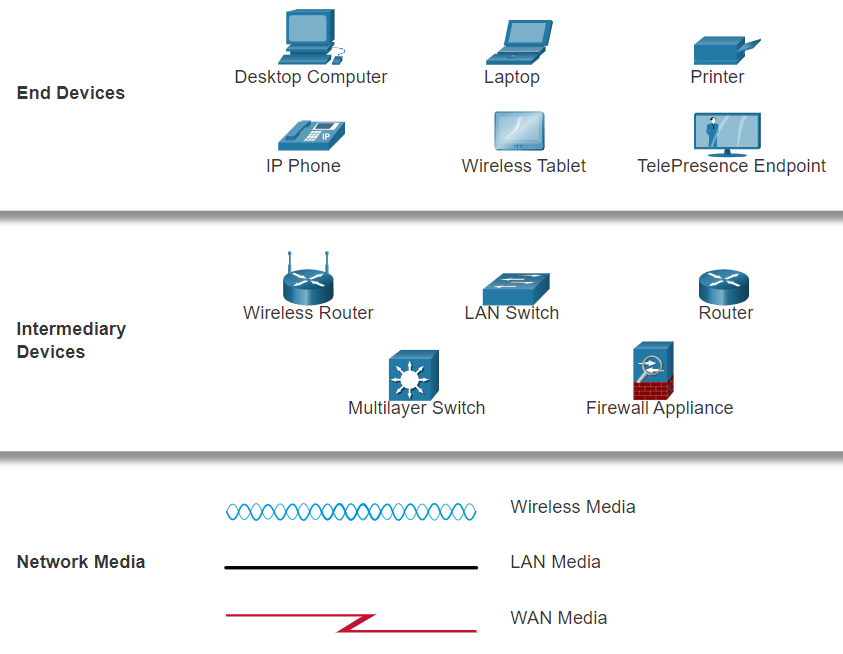 Desktop Computer
Laptop
Printer
End Devices
IP
IP Phone
Wireless Tablet
TelePresence Endpoint
Wireless Router
LAN Switch
Router
Intermediary
Devices
Multilayer Switch
Firewall Appliance
Wireless Media
Network Media
LAN Media
WAN Media